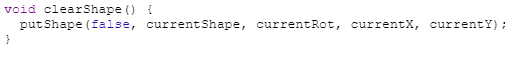 void clearShape() {
  putShape(false, currentShape, currentRot, currentX, currentY);
}